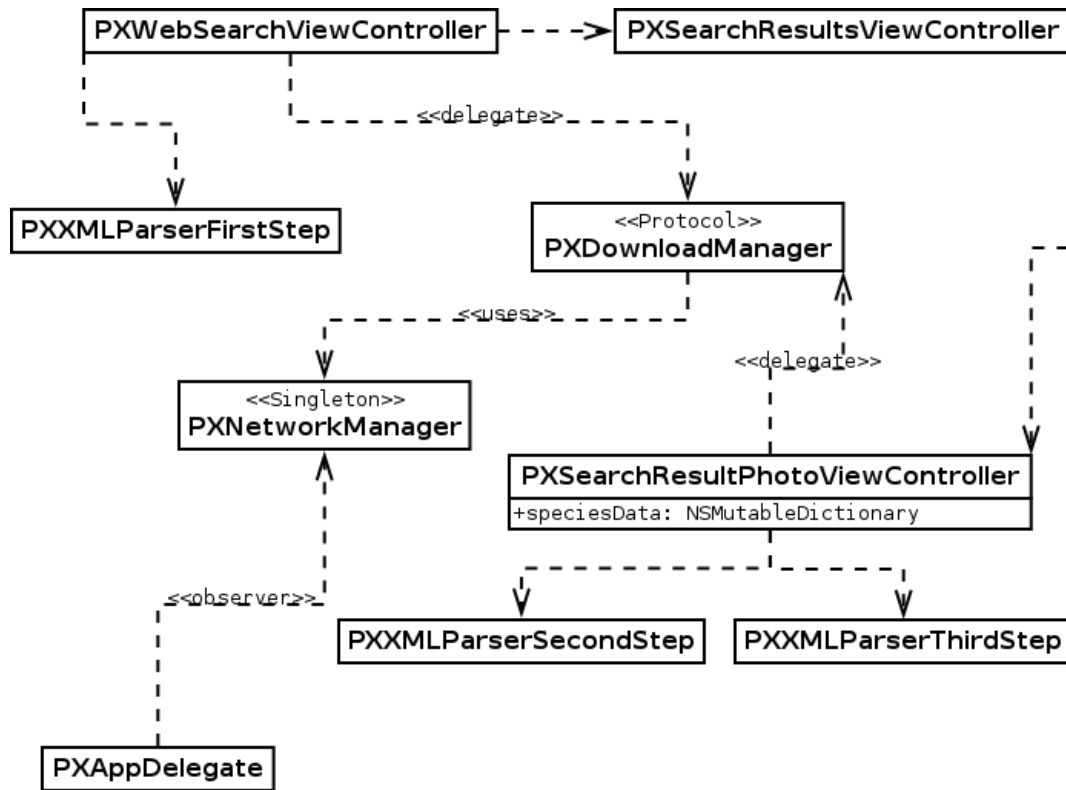 PXWebSearchViewController
PXSearchResultsViewController
<<delegate>>
PXXMLParserFirstStep
<<Protocol>>
PXDownloadManager
<<uses>>
<<delegate>>
<<Singleton>>
PXNetworkManager
PXSearchResultPhotoViewController
+speciesData: NSMutableDictionary
<<observer>>
PXXMLParserSecondStep
PXXMLParserThirdStep
PXAppDelegate